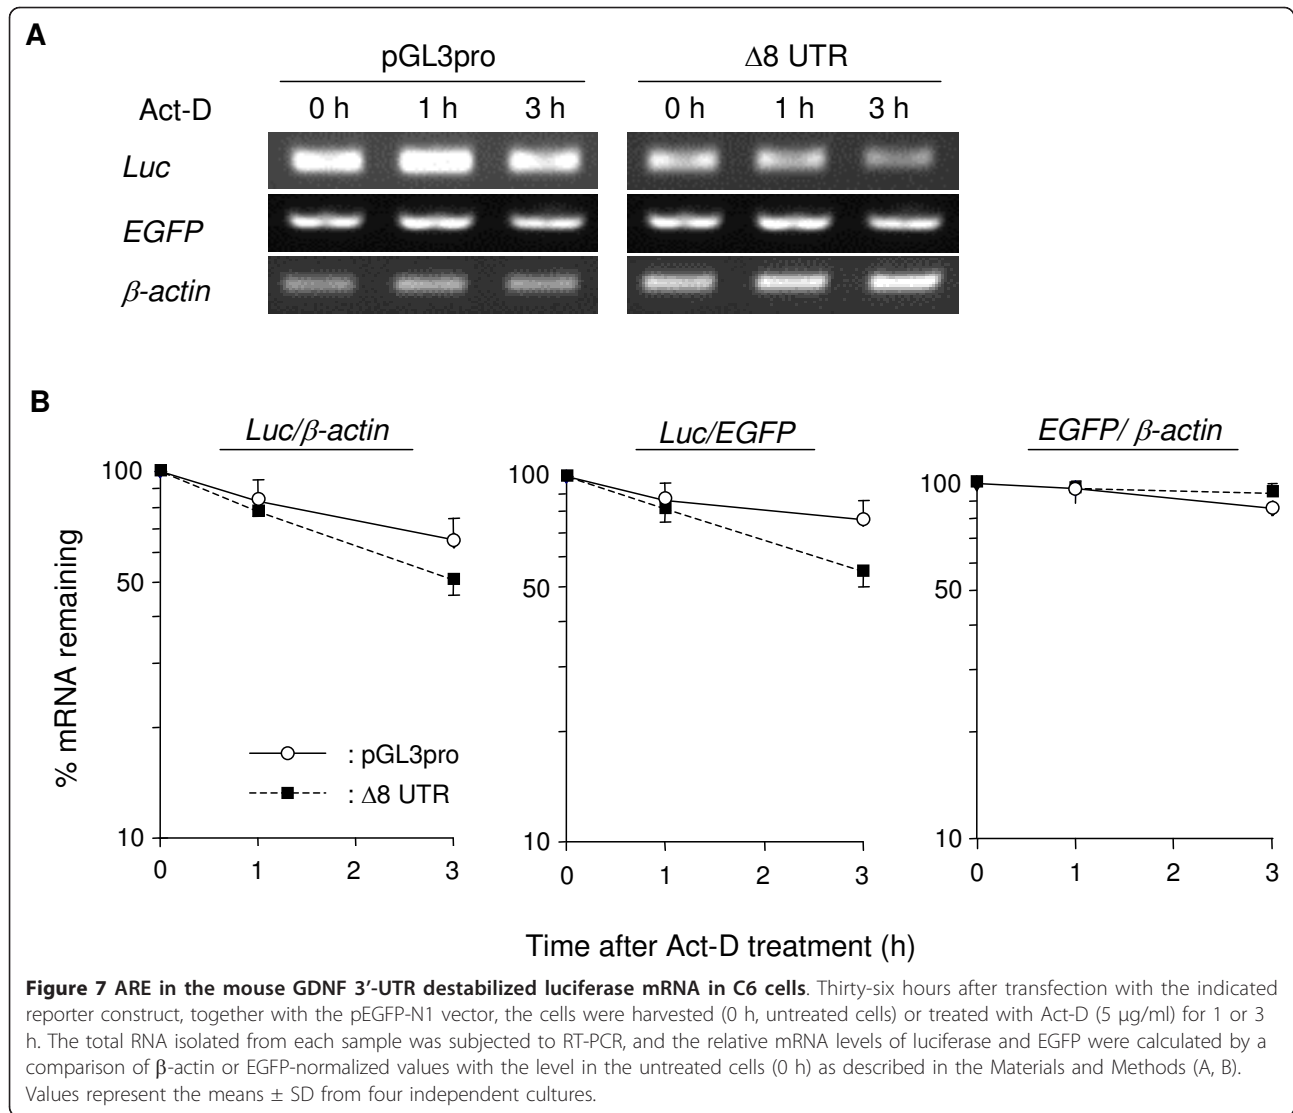 A
pGL3pro
Δ8 UTR
Act-D
0 h
1 h
3 h
0 h
1 h
3 h
Luc
EGFP
β-actin
B
Luc/β-actin
Luc/EGFP
EGFP/ β-actin
100
50
10
100
50
10
100
50
10
% mRNA remaining
: pGL3pro
: Δ8 UTR
0
1
2
3
0
1
2
3
0
1
2
3
Time after Act-D treatment (h)
Figure 7 ARE in the mouse GDNF 3’-UTR destabilized luciferase mRNA in C6 cells. Thirty-six hours after transfection with the indicated
reporter construct, together with the pEGFP-N1 vector, the cells were harvested (0 h, untreated cells) or treated with Act-D (5 μg/ml) for 1 or 3
h. The total RNA isolated from each sample was subjected to RT-PCR, and the relative mRNA levels of luciferase and EGFP were calculated by a
comparison of β-actin or EGFP-normalized values with the level in the untreated cells (0 h) as described in the Materials and Methods (A, B).
Values represent the means ± SD from four independent cultures.